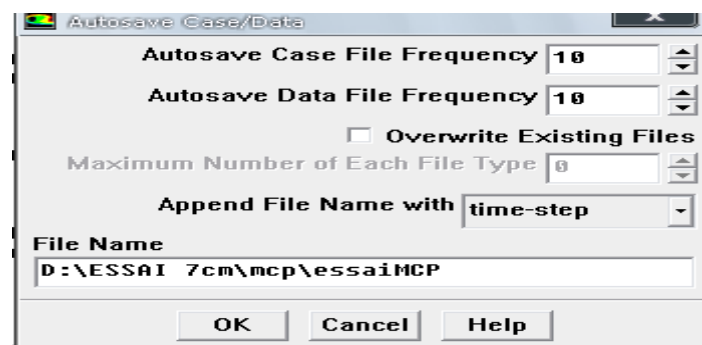 Autosave Case/Data
Autosave Case File Frequency 10
Autosave Data File Frequency 10
Overwrite Existing Files
Maximum Number of Each File Type 0
Append File Name with time-step
File Name
D:\ESSAI 7cm\mcp\essaiMCP
OK Cancel Help